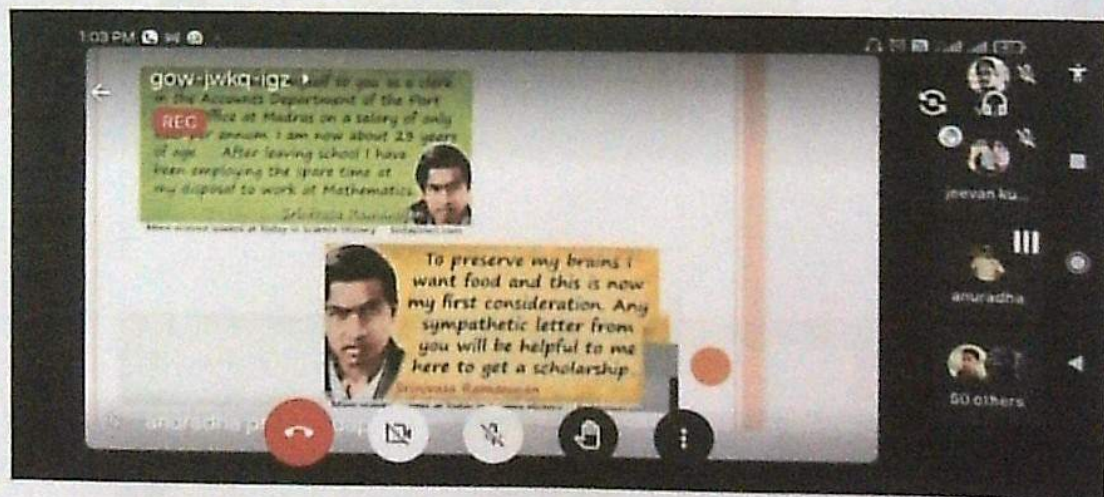 1:03 PM
gow-jwkq-igz
self to you as a clerk
in the Accounts Department of the Port
REC
Office at Madras on a salary of only
per annum. I am now about 23 years
of age. After leaving school I have
been employing the spare time at
my disposal to work at Mathematics
Srinivasa
To preserve my brains I
want food and this is now
my first consideration. Any
sympathetic letter from
you will be helpful to me
here to get a scholarship.
Srinivasa Ramanujan
anuradha
jeevan ku...
anuradha
50 others